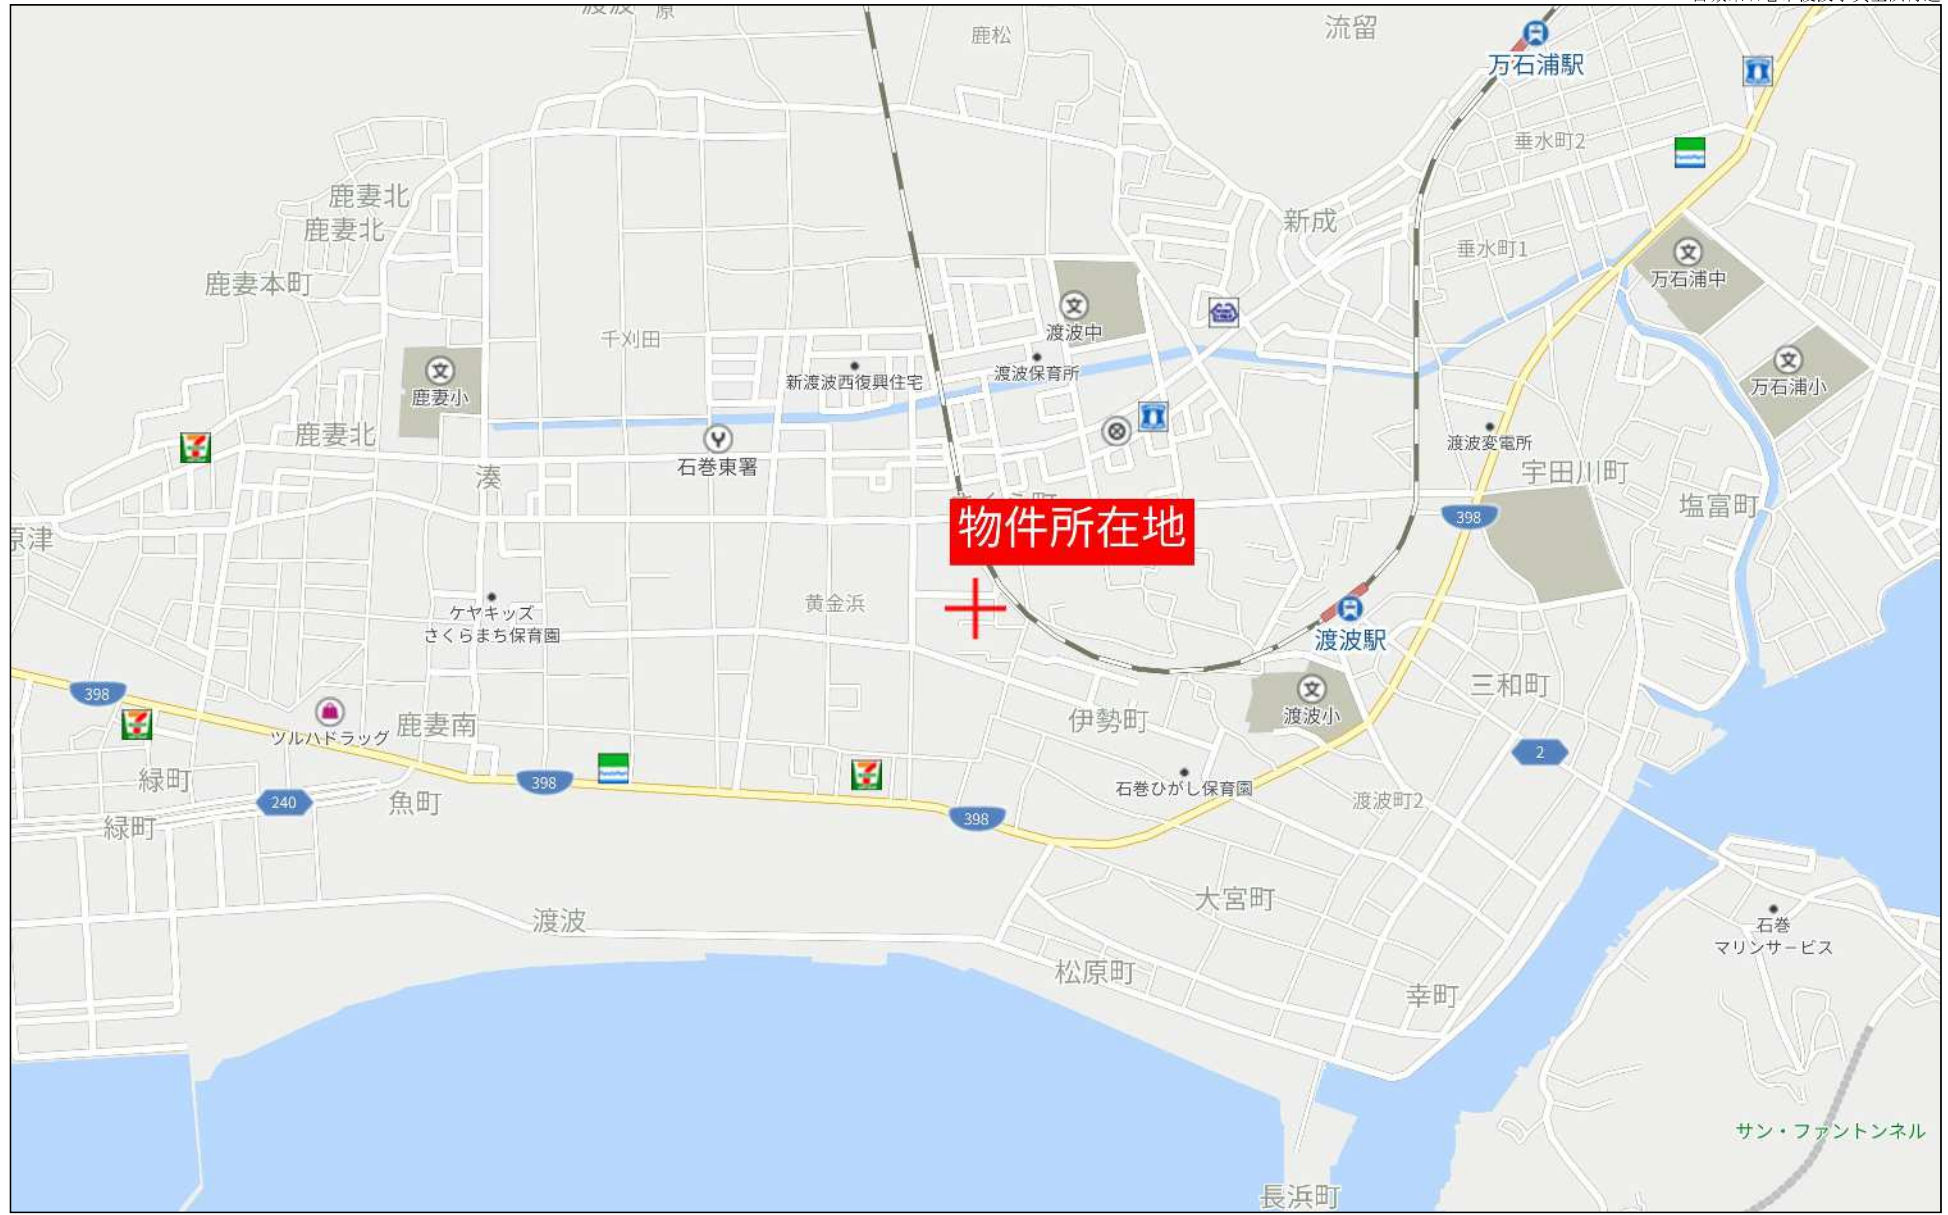 流留
鹿松
万石浦駅
垂水町2
鹿妻北
鹿妻北
新成
垂水町1
鹿妻本町
万石浦中
渡波中
千刈田
渡波保育所
新渡波西復興住宅
鹿妻小
万石浦小
鹿妻北
渡波変電所
石巻東署
湊
宇田川町
塩富町
398
物件所在地
黄金浜
ケヤキッズ
さくらまち保育園
渡波駅
三和町
398
渡波小
伊勢町
鹿妻南
ツルハドラッグ
2
緑町
398
石巻ひがし保育園
渡波町2
240
魚町
398
緑町
大宮町
渡波
石巻
マリンサービス
松原町
幸町
サン・ファントンネル
長浜町